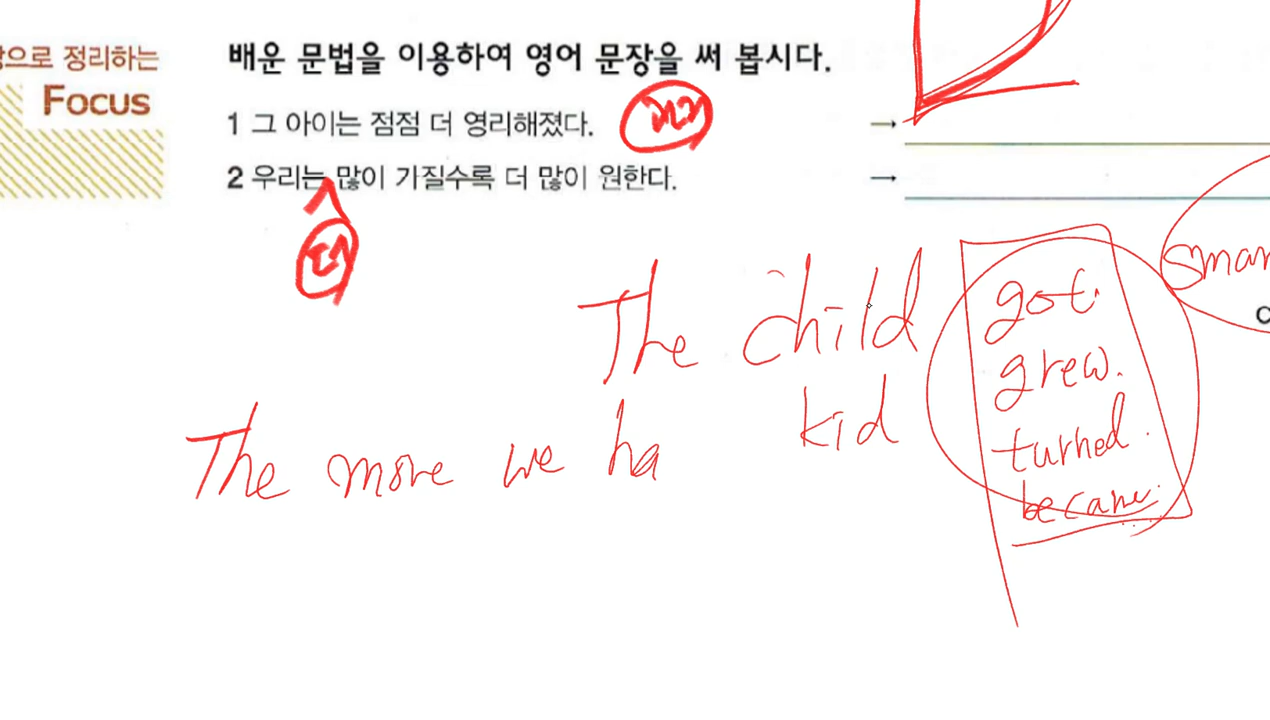 배운 문법을 이용하여 영어 문장을 써 봅시다.
장으로 정리하는
Focus
1 그 아이는 점점 더 영리해졌다.
→
2 우리는 많이 가질수록 더 많이 원한다.
→
더
The child
kid
got.
grew.
turned.
became.
smar
The more we ha